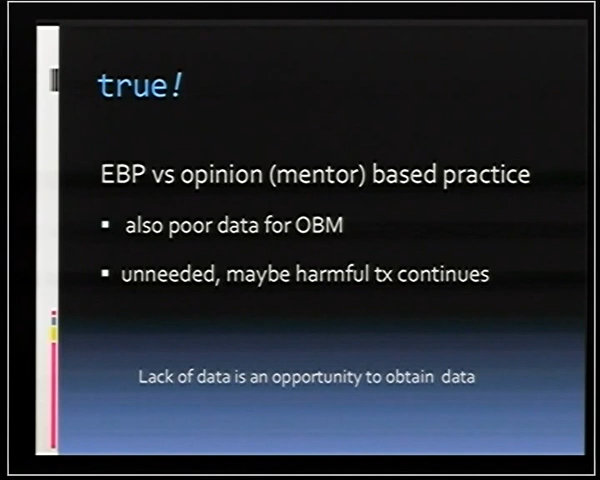 true!
EBP vs opinion (mentor) based practice
▪ also poor data for OBM
▪ unneeded, maybe harmful tx continues
Lack of data is an opportunity to obtain data